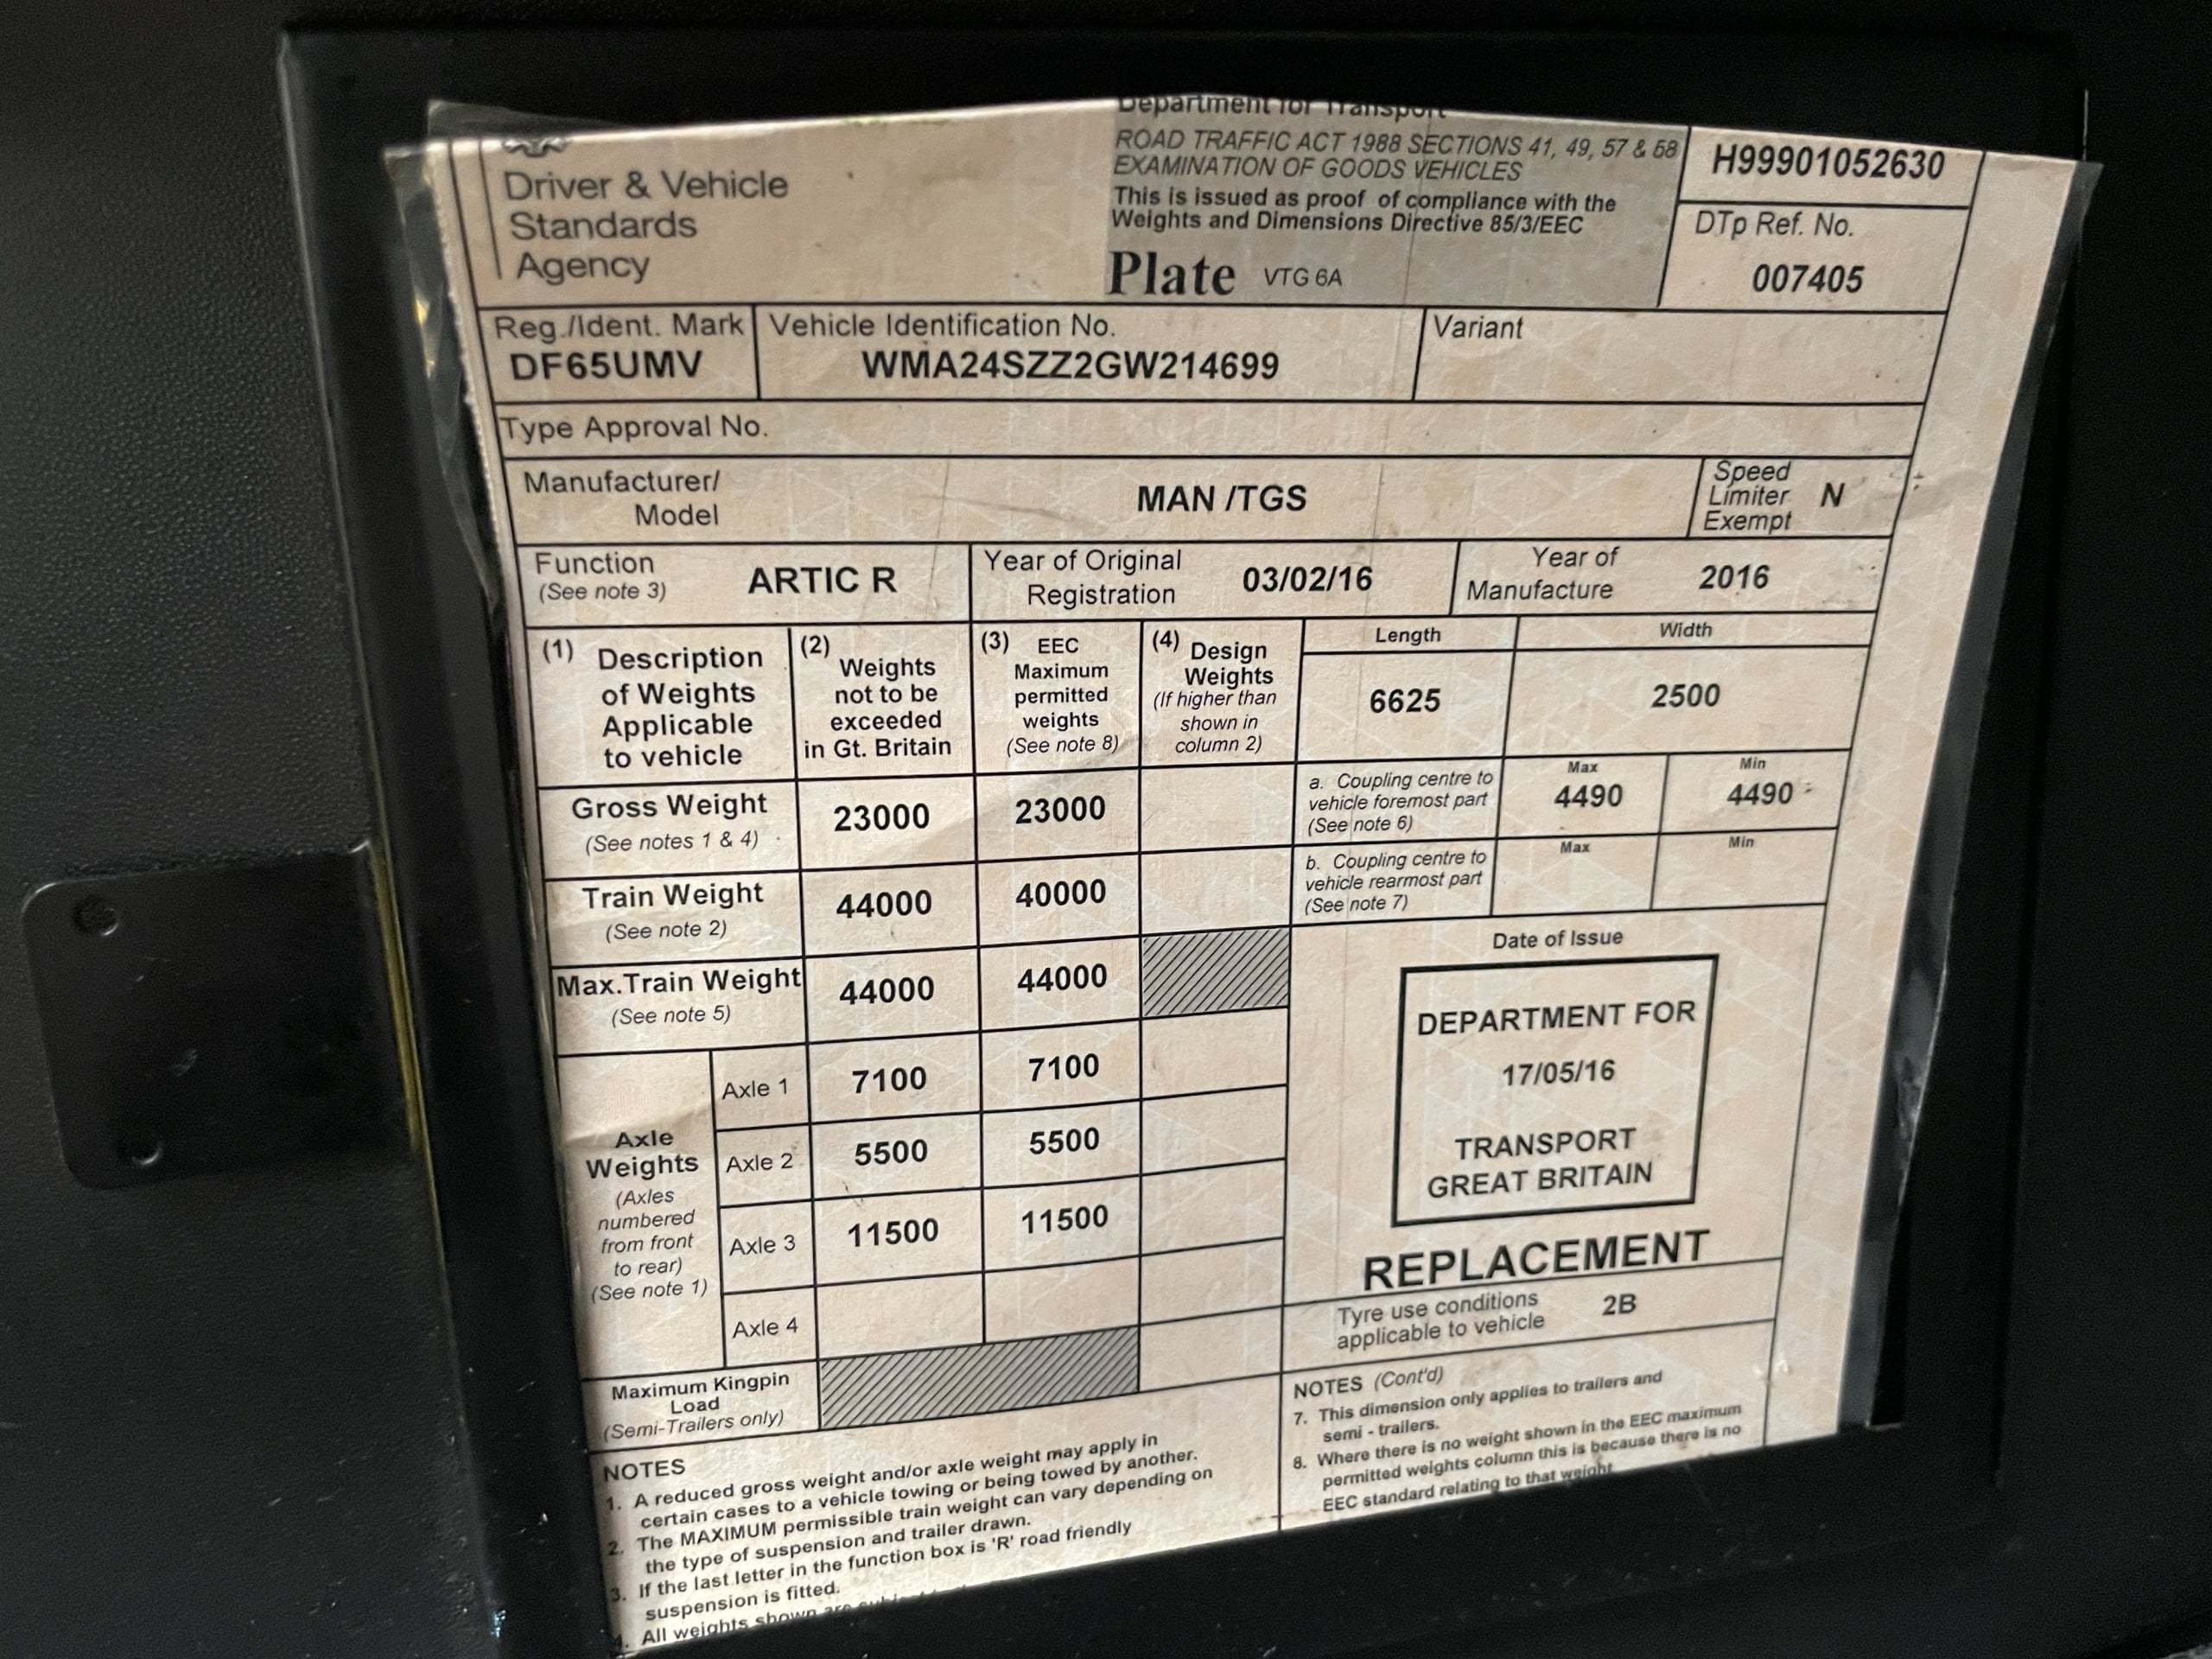 Department for Transport
ROAD TRAFFIC ACT 1988 SECTIONS 41, 49, 57 & 58
EXAMINATION OF GOODS VEHICLES
This is issued as proof of compliance with the
Weights and Dimensions Directive 85/3/EEC
Plate VTG 6A
Driver & Vehicle
Standards
Agency
H99901052630
DTp Ref. No.
007405
Reg./Ident. Mark
DF65UMV
Vehicle Identification No.
WMA24SZZ2GW214699
Variant
Type Approval No.
Manufacturer/
Model
MAN /TGS
Speed
Limiter
Exempt
N
Function
(See note 3)
ARTIC R
Year of Original
Registration
03/02/16
Year of
Manufacture
2016
(1) Description
of Weights
Applicable
to vehicle
(2) Weights
not to be
exceeded
in Gt. Britain
(3) EEC
Maximum
permitted
weights
(See note 8)
(4) Design
Weights
(If higher than
shown in
column 2)
Length
6625
Width
2500
Gross Weight
(See notes 1 & 4)
23000
23000
a. Coupling centre to
vehicle foremost part
(See note 6)
Max
4490
Min
4490
Train Weight
(See note 2)
44000
40000
b. Coupling centre to
vehicle rearmost part
(See note 7)
Max
Min
Max.Train Weight
(See note 5)
44000
44000
Axle
Weights
(Axles
numbered
from front
to rear)
(See note 1)
Axle 1
7100
7100
Axle 2
5500
5500
Axle 3
11500
11500
Axle 4
Maximum Kingpin
Load
(Semi-Trailers only)
Date of Issue
DEPARTMENT FOR
17/05/16
TRANSPORT
GREAT BRITAIN
REPLACEMENT
Tyre use conditions
applicable to vehicle
2B
NOTES
1. A reduced gross weight and/or axle weight may apply in
certain cases to a vehicle towing or being towed by another.
2. The MAXIMUM permissible train weight can vary depending on
the type of suspension and trailer drawn.
3. If the last letter in the function box is 'R' road friendly
suspension is fitted.
4. All weights shown are
NOTES (Cont'd)
7. This dimension only applies to trailers and
semi - trailers.
8. Where there is no weight shown in the EEC maximum
permitted weights column this is because there is no
EEC standard relating to that weight